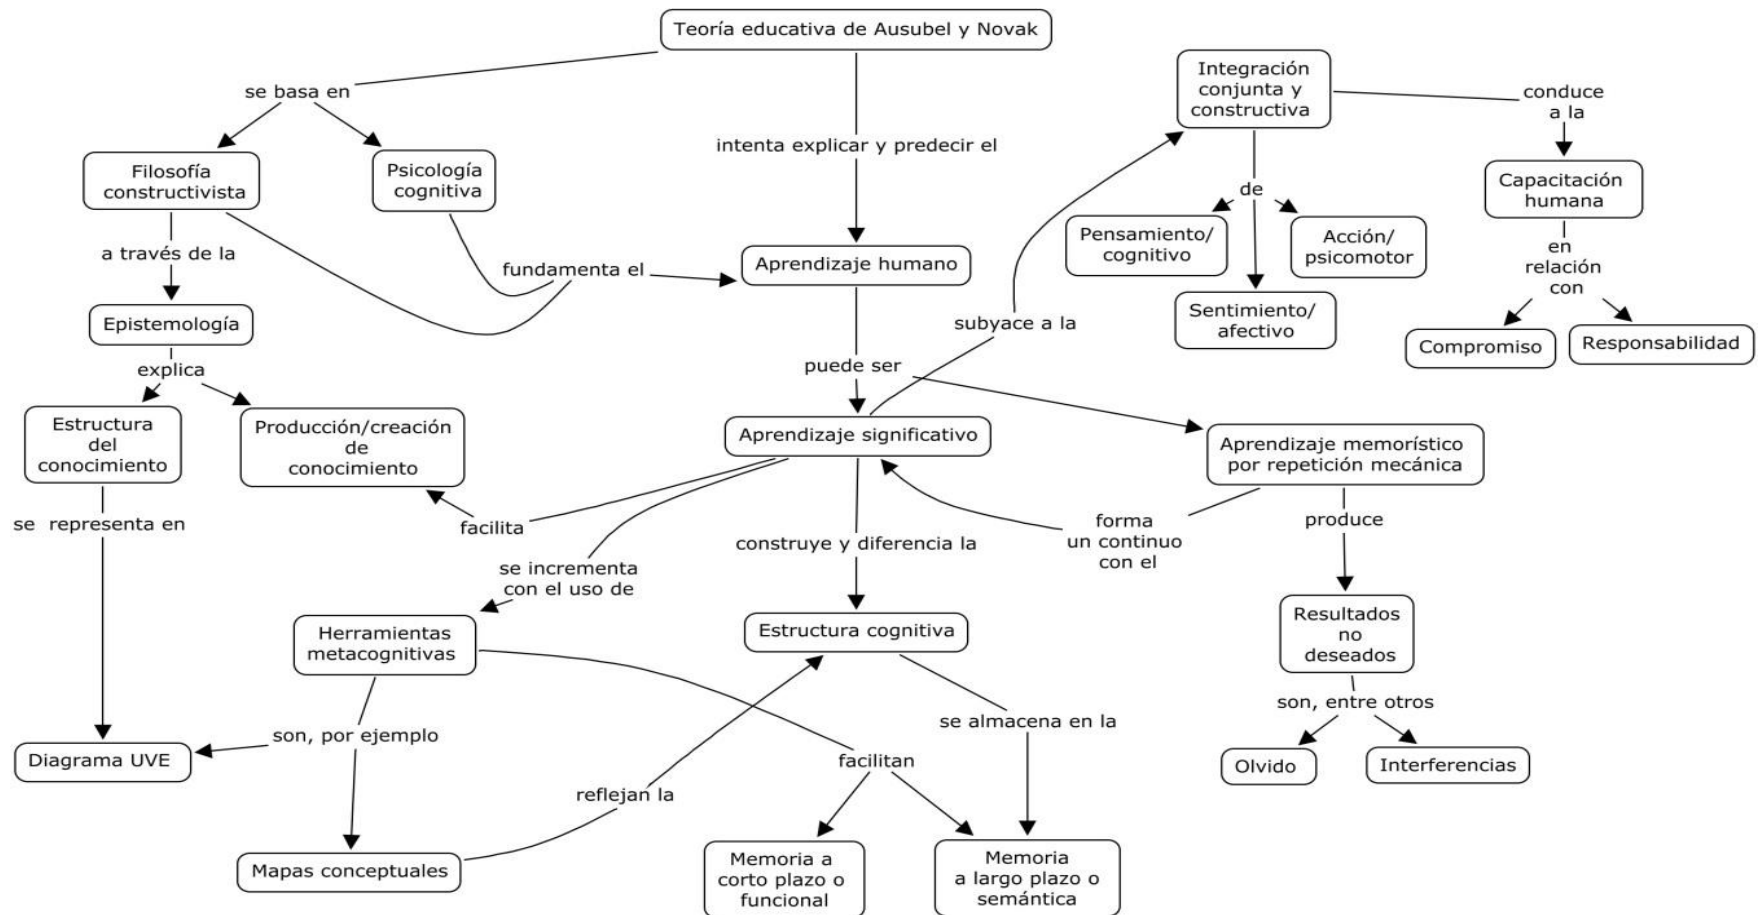 Teoría educativa de Ausubel y Novak
se basa en
intenta explicar y predecir el
Filosofía
constructivista
Psicología
cognitiva
a través de la
fundamenta el
Aprendizaje humano
Epistemología
explica
Estructura
del
conocimiento
Producción/creación
de
conocimiento
se representa en
Integración
conjunta y
constructiva
conduce
a la
Capacitación
humana
de
Pensamiento/
cognitivo
Acción/
psicomotor
Sentimiento/
afectivo
en
relación
con
Compromiso
Responsabilidad
subyace a la
puede ser
Aprendizaje significativo
Aprendizaje memorístico
por repetición mecánica
facilita
se incrementa
con el uso de
construye y diferencia la
forma
un continuo
con el
produce
Herramientas
metacognitivas
Estructura cognitiva
Resultados
no
deseados
son, por ejemplo
Diagrama UVE
reflejan la
facilitan
se almacena en la
son, entre otros
Olvido
Interferencias
Mapas conceptuales
Memoria a
corto plazo o
funcional
Memoria
a largo plazo o
semántica